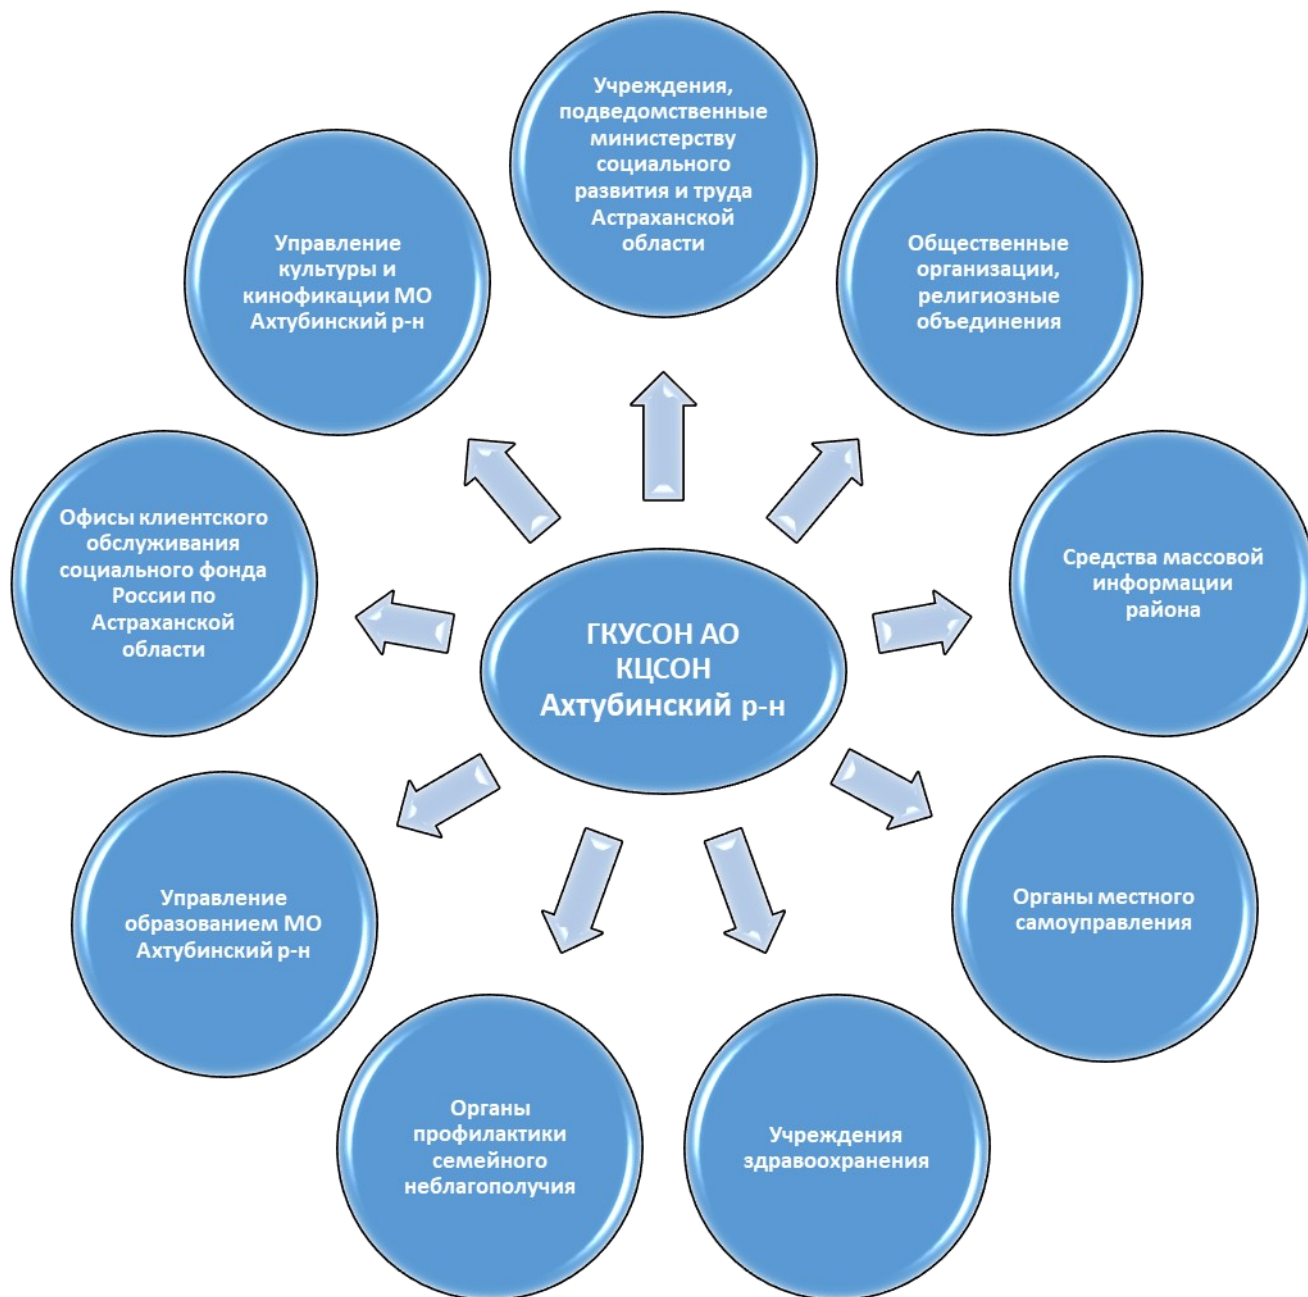 Учреждения,
подведомственные
министерству
социального
развития и труда
Астраханской
области
Общественные
организации,
религиозные
объединения
Средства массовой
информации
района
Органы местного
самоуправления
Учреждения
здравоохранения
Органы
профилактики
семейного
неблагополучия
Управление
образованием МО
Ахтубинский р-н
Офисы клиентского
обслуживания
социального фонда
России по
Астраханской
области
Управление
культуры и
кинофикации МО
Ахтубинский р-н
ГКУСОН АО
КЦСОН
Ахтубинский р-н